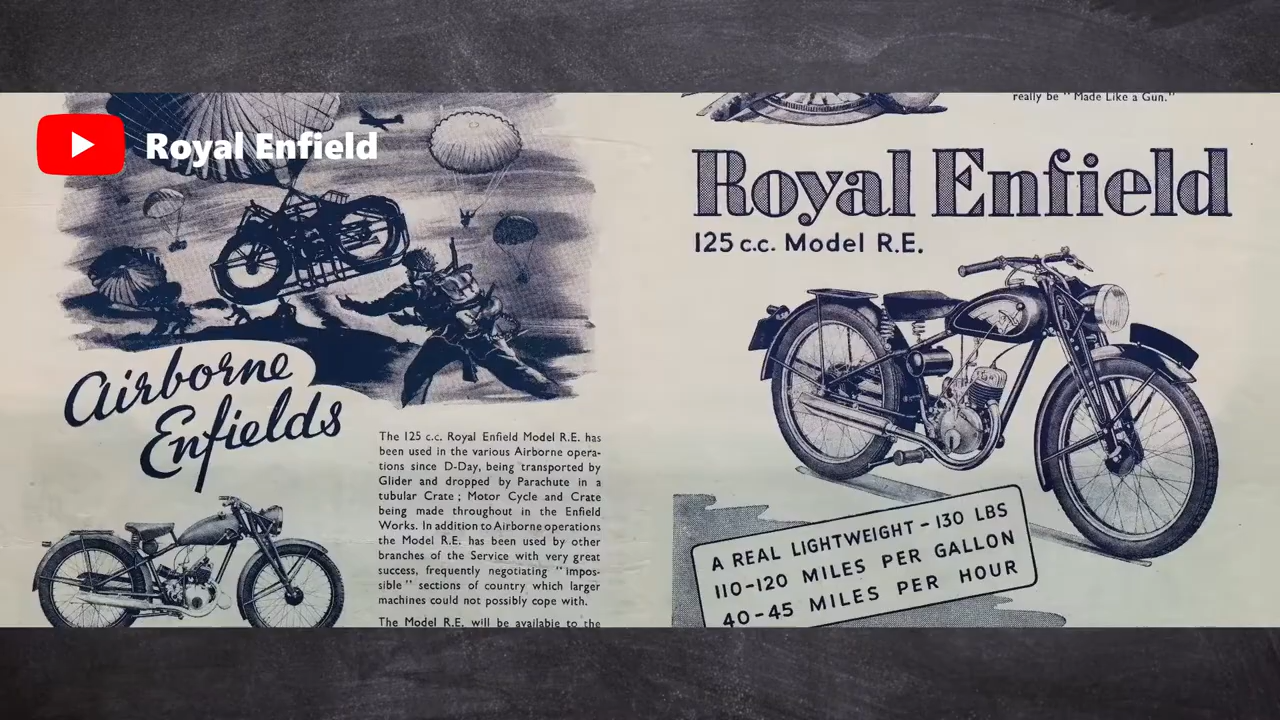 Royal Enfield
Airborne
Enfields
The 125 c.c. Royal Enfield Model R.E. has
been used in the various Airborne opera-
tions since D-Day, being transported by
Glider and dropped by Parachute in a
tubular Crate ; Motor Cycle and Crate
being made throughout in the Enfield
Works. In addition to Airborne operations
the Model R.E. has been used by other
branches of the Service with very great
success, frequently negotiating "impos-
sible" sections of country which larger
machines could not possibly cope with.
The Model R.E. will be available to the
really be "Made Like a Gun."
Royal Enfield
125 c.c. Model R.E.
A REAL LIGHTWEIGHT – 130 LBS
110-120 MILES PER GALLON
40-45 MILES PER HOUR